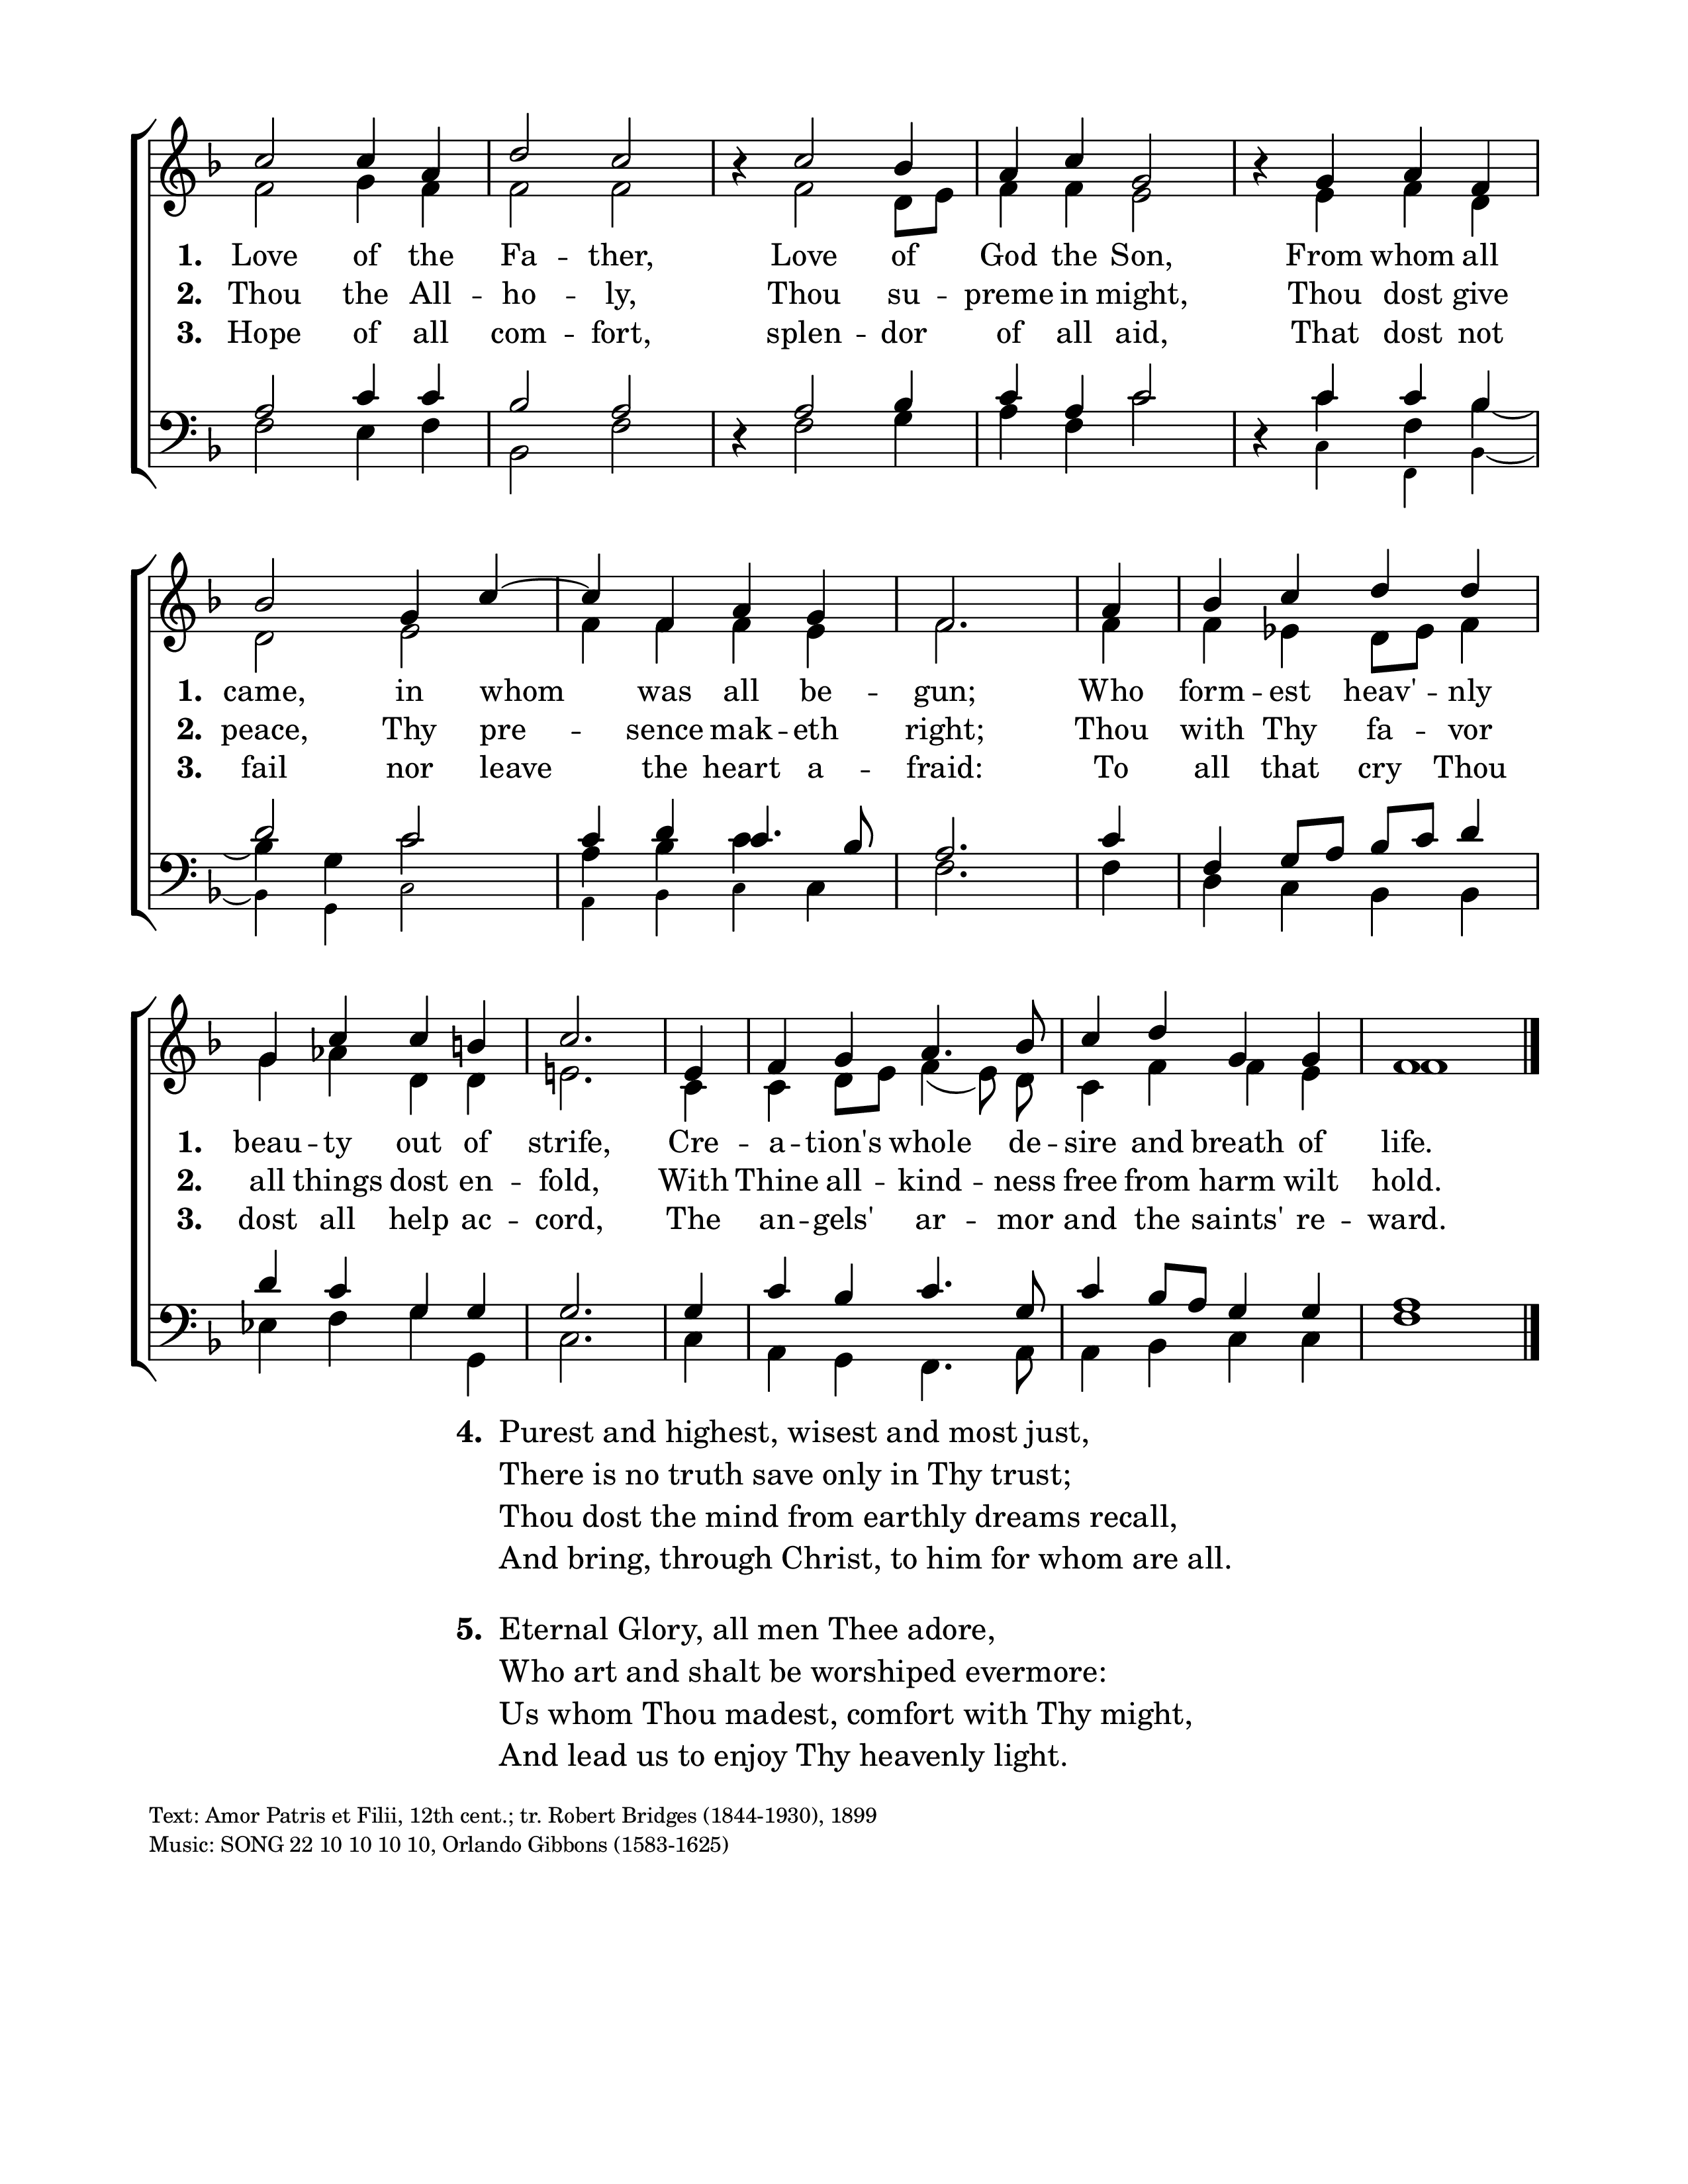 1. Love of the Fa -- ther, Love of God the Son, From whom all
2. Thou the All -- ho -- ly, Thou su -- preme in might, Thou dost give
3. Hope of all com -- fort, splen -- dor of all aid, That dost not
1. came, in whom was all be -- gun; Who form -- est heav' -- nly
2. peace, Thy pre -- sence mak -- eth right; Thou with Thy fa -- vor
3. fail nor leave the heart a -- fraid: To all that cry Thou
1. beau -- ty out of strife, Cre -- a -- tion's whole de -- sire and breath of life.
2. all things dost en -- fold, With Thine all -- kind -- ness free from harm wilt hold.
3. dost all help ac -- cord, The an -- gels' ar -- mor and the saints' re -- ward.
4. Purest and highest, wisest and most just,
There is no truth save only in Thy trust;
Thou dost the mind from earthly dreams recall,
And bring, through Christ, to him for whom are all.
5. Eternal Glory, all men Thee adore,
Who art and shalt be worshiped evermore:
Us whom Thou madest, comfort with Thy might,
And lead us to enjoy Thy heavenly light.
Text: Amor Patris et Filii, 12th cent.; tr. Robert Bridges (1844-1930), 1899
Music: SONG 22 10 10 10 10, Orlando Gibbons (1583-1625)